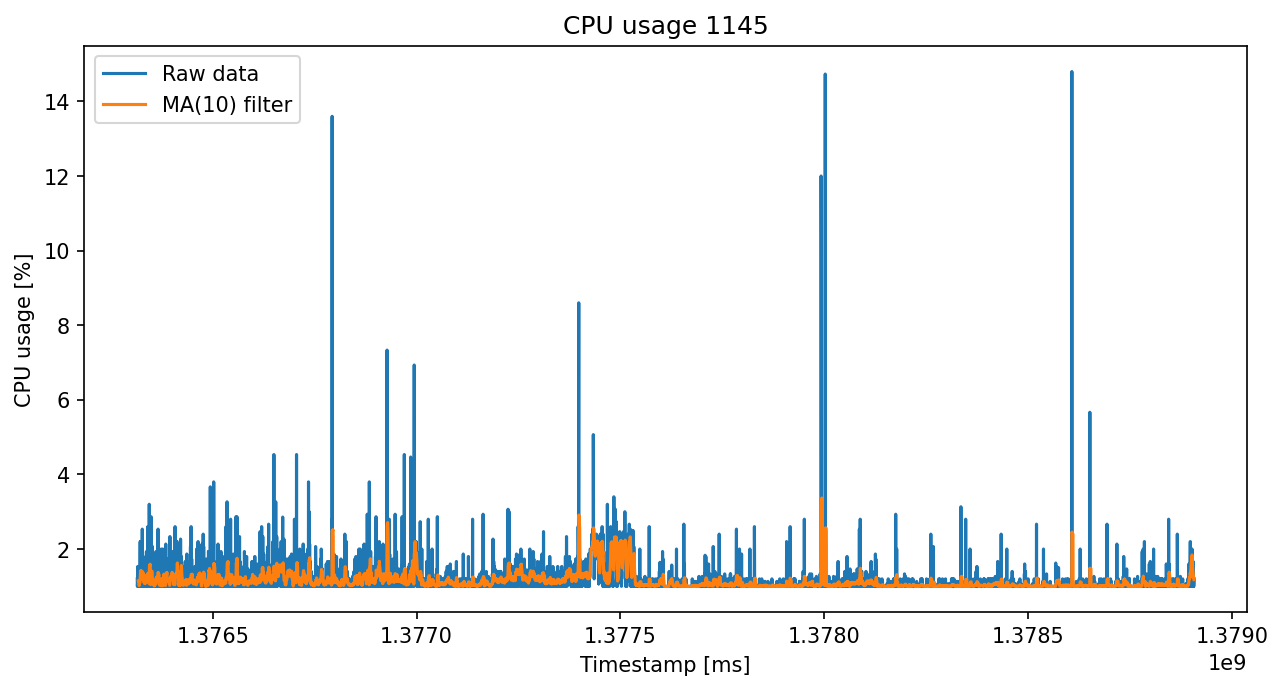 CPU usage 1145
Raw data
MA(10) filter
CPU usage [%]
14
12
10
8
6
4
2
1.3765 1.3770 1.3775 1.3780 1.3785 1.3790
1e9
Timestamp [ms]